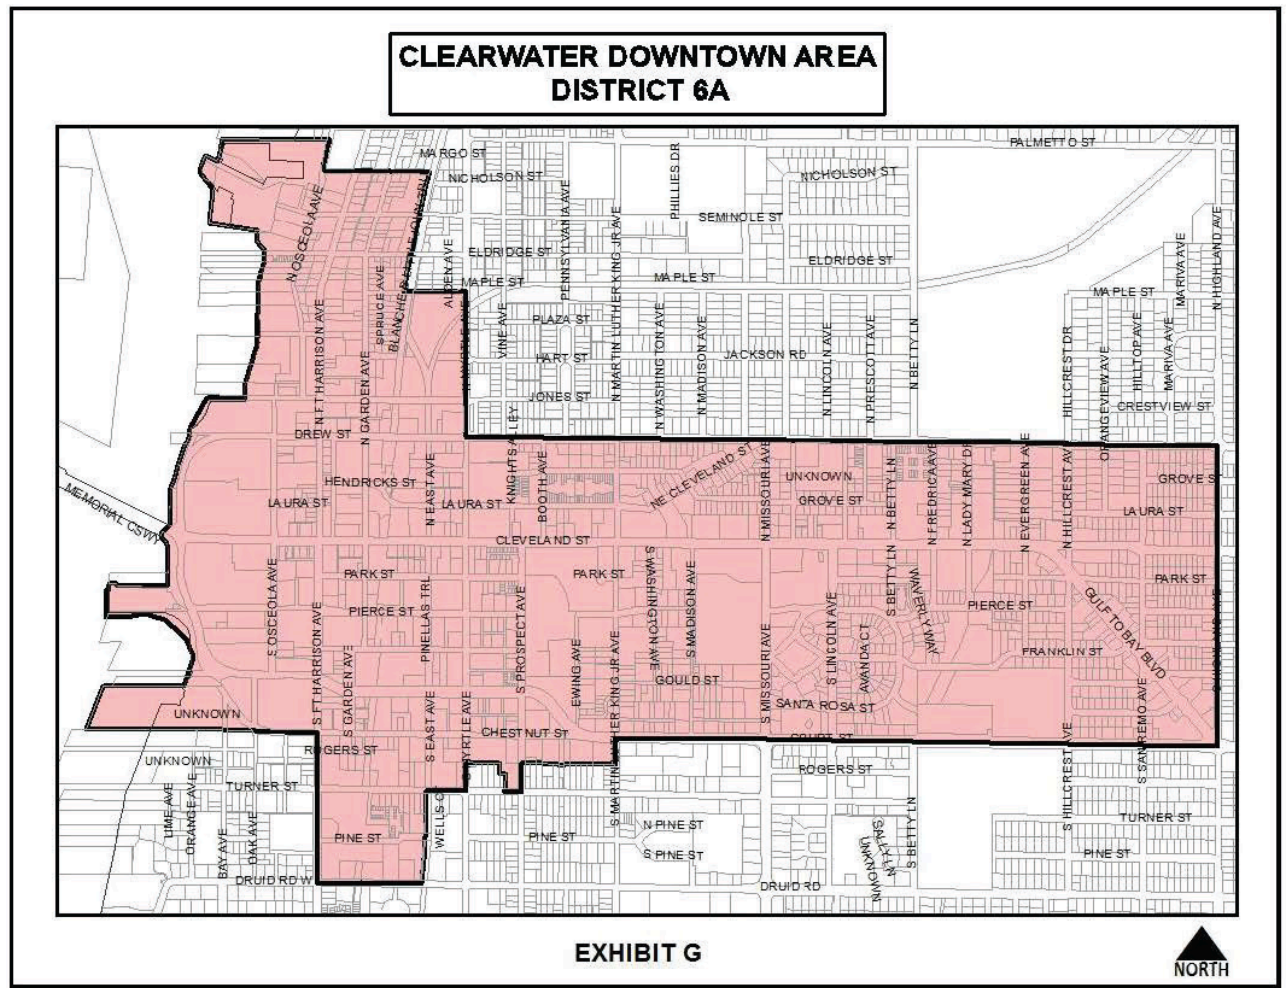 CLEARWATER DOWNTOWN AREA
DISTRICT 6A
PALMETTO ST
MARGO ST
NICHOLSON ST
NICHOLSON ST
PHILLIES DR
SEMINOLE ST
N OSCEOLA AVE
PENNSYLVANIA AVE
N MARTIN LUTHER KING JR AVE
N HIGHLAND AVE
ALDEN AVE
ELDRIDGE ST
ELDRIDGE ST
MARIVA AVE
MAPLE ST
MAPLE ST
MAPLE ST
SPRUCE AVE
N FT HARRISON AVE
N GARDEN AVE
VINE AVE
PLAZA ST
HART ST
JONES ST
N WASHINGTON AVE
N MADISON AVE
JACKSON RD
N LINCOLN AVE
N PRESCOTT AVE
N BETTY LN
HILLCREST DR
ORANGEVIEW AVE
HILLTOP AVE
MARIVA AVE
CRESTVIEW ST
DREW ST
HENDRICKS ST
LAURA ST
N EAST AVE
LAURA ST
KNIGHTS ALLEY
BOOTH AVE
NE CLEVELAND ST
N MISSOURI AVE
UNKNOWN
GROVE ST
N BETTY LN
N FREDRICA AVE
N LADY MARY DR
N EVERGREEN AVE
N HILLCREST AV
GROVE S
LAURA ST
MEMORIAL CSWY
CLEVELAND ST
PARK ST
PARK ST
PARK ST
S OSCEOLA AVE
PIERCE ST
PINELLAS TRL
S PROSPECT AVE
S WASHINGTON AVE
S MADISON AVE
S LINCOLN AVE
S BETTY LN
WAVERLY WAY
PIERCE ST
GULF TO BAY BLVD
FRANKLIN ST
S FT HARRISON AVE
S GARDEN AVE
EWING AVE
GOULD ST
S MISSOURI AVE
AVANDA CT
SANTA ROSA ST
UNKNOWN
S EAST AVE
CHESTNUT ST
COURT ST
S SAN REMO AVE
ROGERS ST
ROGERS ST
UNKNOWN
TURNER ST
TURNER ST
LIME AVE
ORANGE AVE
BAY AVE
OAK AVE
PINE ST
PINE ST
N PINE ST
S PINE ST
PINE ST
S BETTY LN
SALLY LN
UNKNOWN
S HILLCREST AVE
DRUID RD W
DRUID RD
EXHIBIT G
NORTH